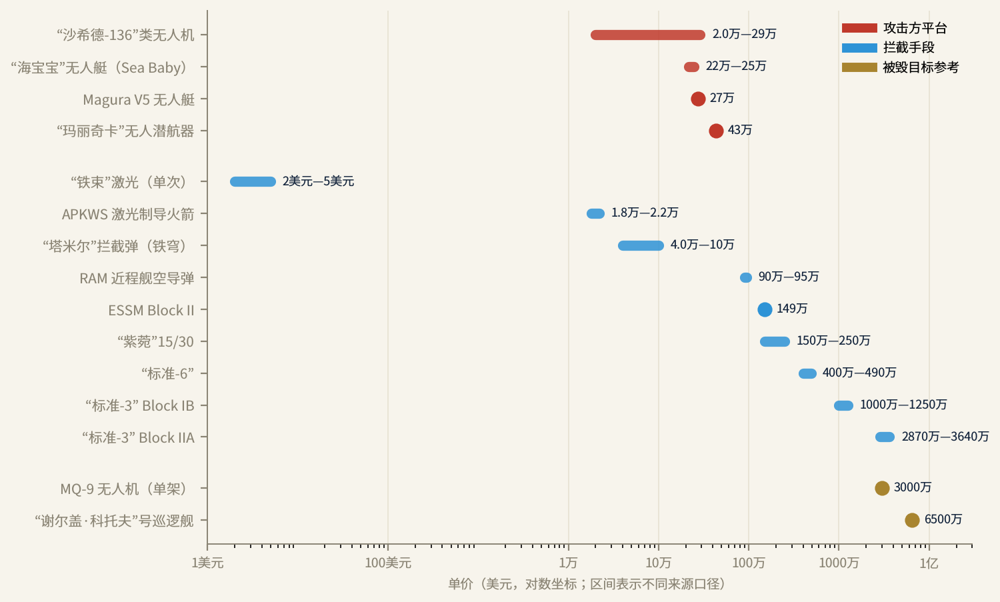 “沙希德-136”类无人机 2.0万—29万
“海宝宝”无人艇（Sea Baby） 22万—25万
Magura V5 无人艇 27万
“玛丽奇卡”无人潜航器 43万
攻击方平台
拦截手段
被毁目标参考
“铁束”激光（单次） 2美元—5美元
APKWS 激光制导火箭 1.8万—2.2万
“塔米尔”拦截弹（铁穹） 4.0万—10万
RAM 近程舰空导弹 90万—95万
ESSM Block II 149万
“紫菀”15/30 150万—250万
“标准-6” 400万—490万
“标准-3” Block IB 1000万—1250万
“标准-3” Block IIA 2870万—3640万
MQ-9 无人机（单架） 3000万
“谢尔盖·科托夫”号巡逻舰 6500万
1美元 100美元 1万 10万 100万 1000万 1亿
单价（美元，对数坐标；区间表示不同来源口径）